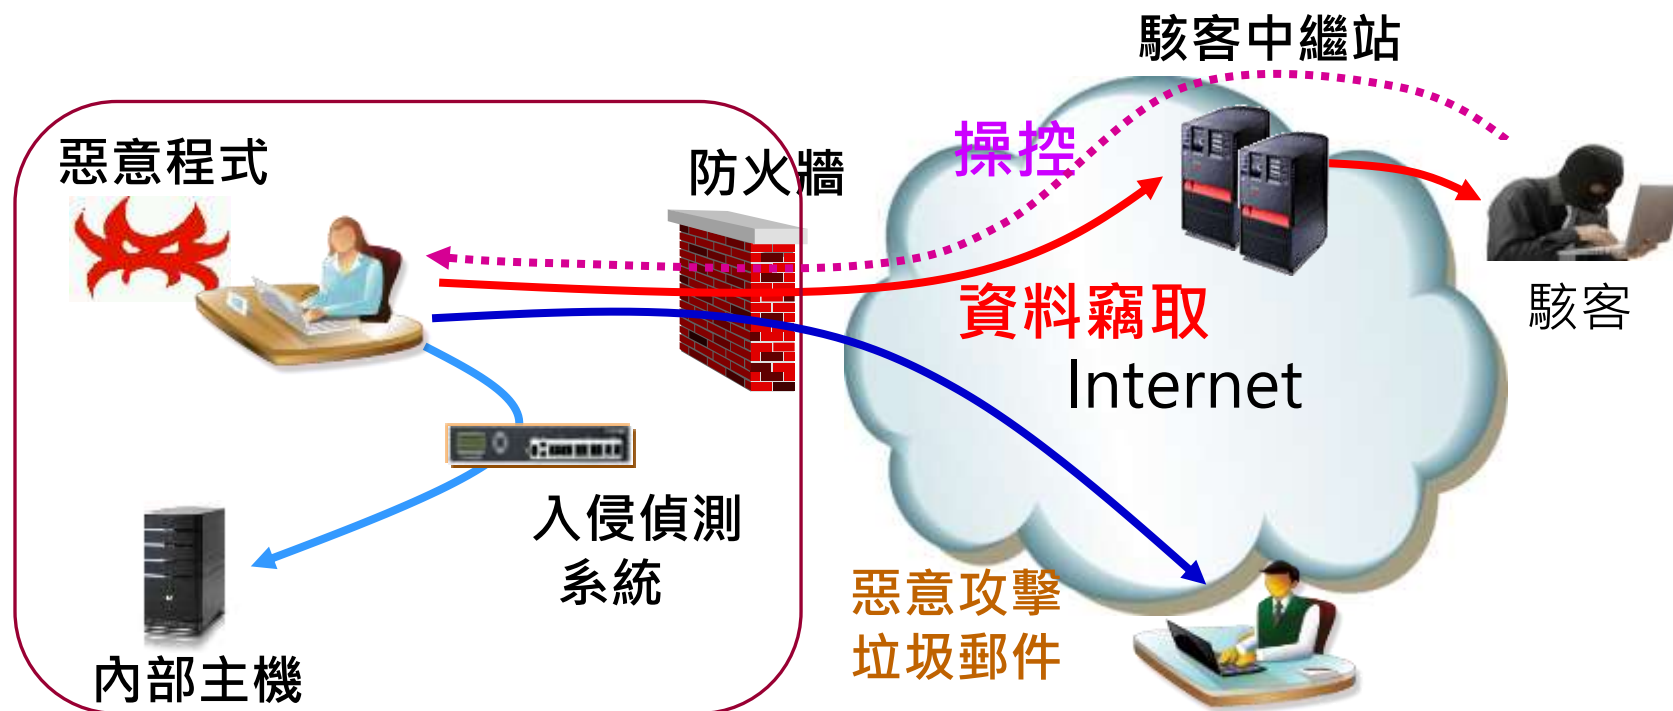 駭客中繼站
惡意程式
防火牆
操控
資料竊取
駭客
Internet
入侵偵測
系統
惡意攻擊
垃圾郵件
內部主機